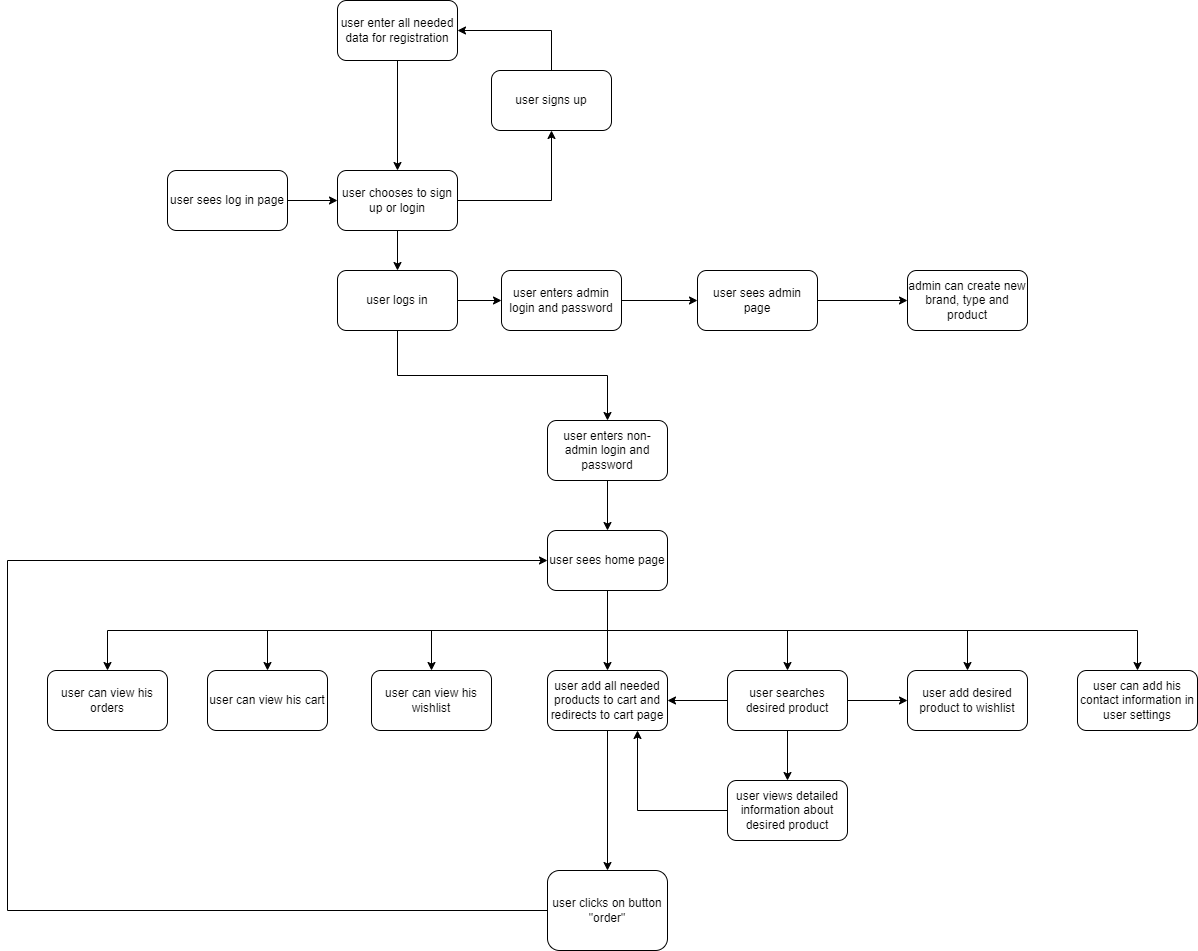 user enter all needed
data for registration
user signs up
user sees log in page
user chooses to sign
up or login
user logs in
user enters admin
login and password
user sees admin
page
admin can create new
brand, type and
product
user enters non-
admin login and
password
user sees home page
user can view his
orders
user can view his cart
user can view his
wishlist
user add all needed
products to cart and
redirects to cart page
user searches
desired product
user add desired
product to wishlist
user can add his
contact information in
user settings
user views detailed
information about
desired product
user clicks on button
"order"